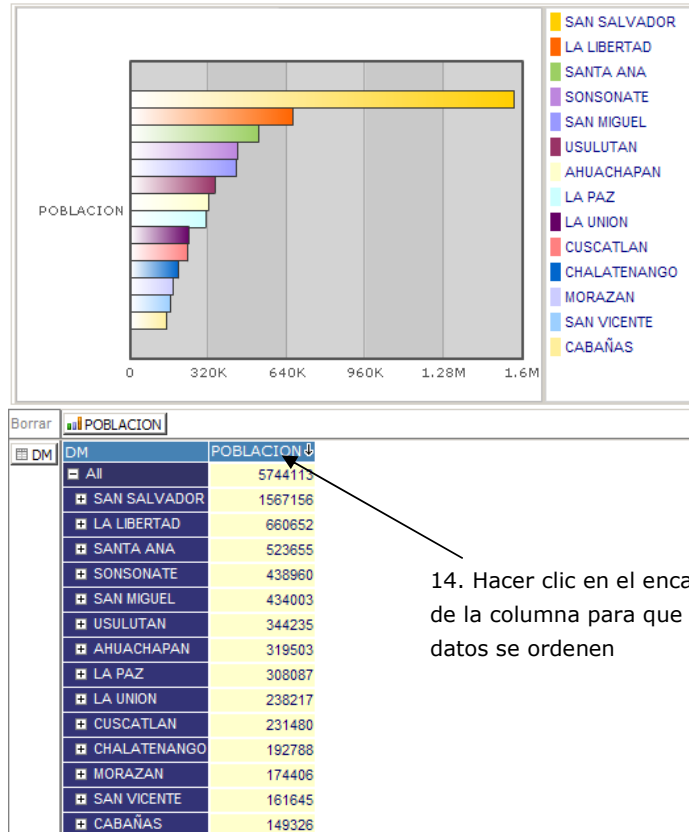 SAN SALVADOR
LA LIBERTAD
SANTA ANA
SONSONATE
SAN MIGUEL
USULUTAN
AHUACHAPAN
LA PAZ
LA UNION
CUSCATLAN
CHALATENANGO
MORAZAN
SAN VICENTE
CABAÑAS
POBLACION
0 320K 640K 960K 1.28M 1.6M
Borrar POBLACION
DM DM POBLACION
All 5744113
SAN SALVADOR 1567156
LA LIBERTAD 660652
SANTA ANA 523655
SONSONATE 438960
SAN MIGUEL 434003
USULUTAN 344235
AHUACHAPAN 319503
LA PAZ 308087
LA UNION 238217
CUSCATLAN 231480
CHALATENANGO 192788
MORAZAN 174406
SAN VICENTE 161645
CABAÑAS 149326
14. Hacer clic en el enca
de la columna para que
datos se ordenen